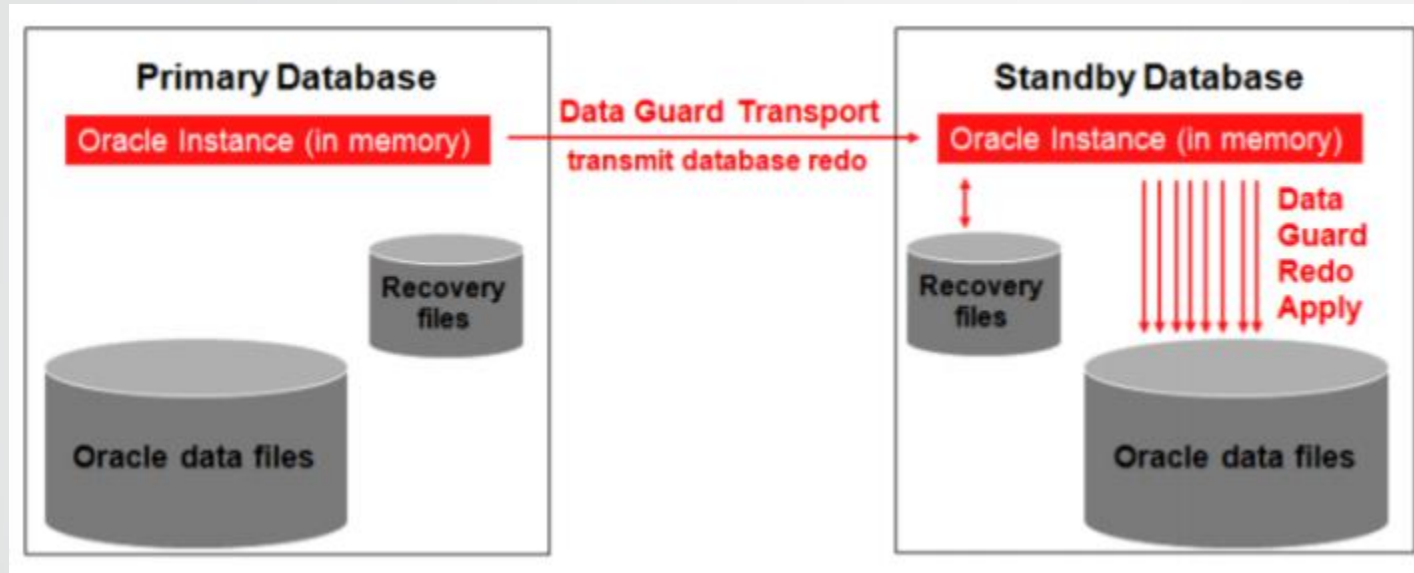 Primary Database
Oracle Instance (in memory)
Recovery
files
Oracle data files
Data Guard Transport
transmit database redo
Standby Database
Oracle Instance (in memory)
Data
Guard
Redo
Apply
Recovery
files
Oracle data files